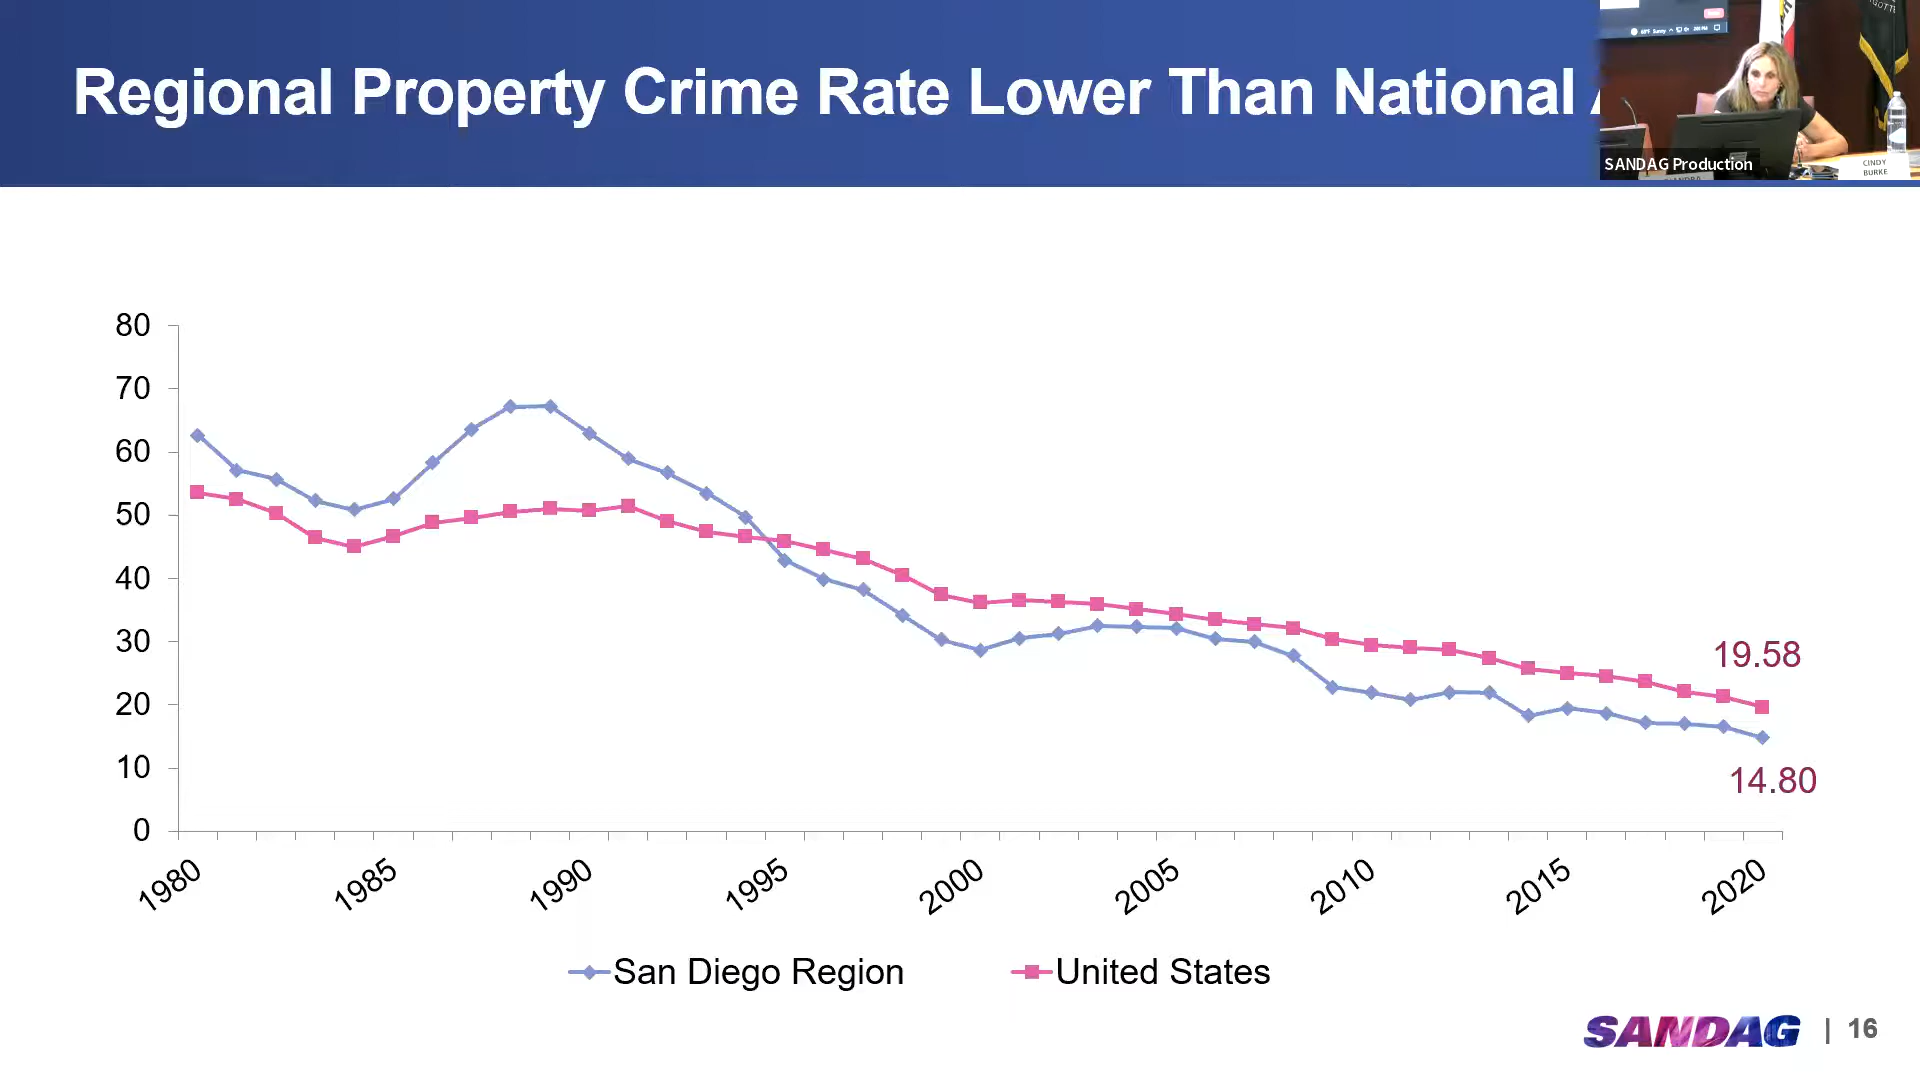 Regional Property Crime Rate Lower Than National
SANDAG Production
CINDY
BURKE
80
70
60
50
40
30
20
10
0
19.58
14.80
1980
1985
1990
1995
2000
2005
2010
2015
2020
San Diego Region
United States
SANDAG | 16